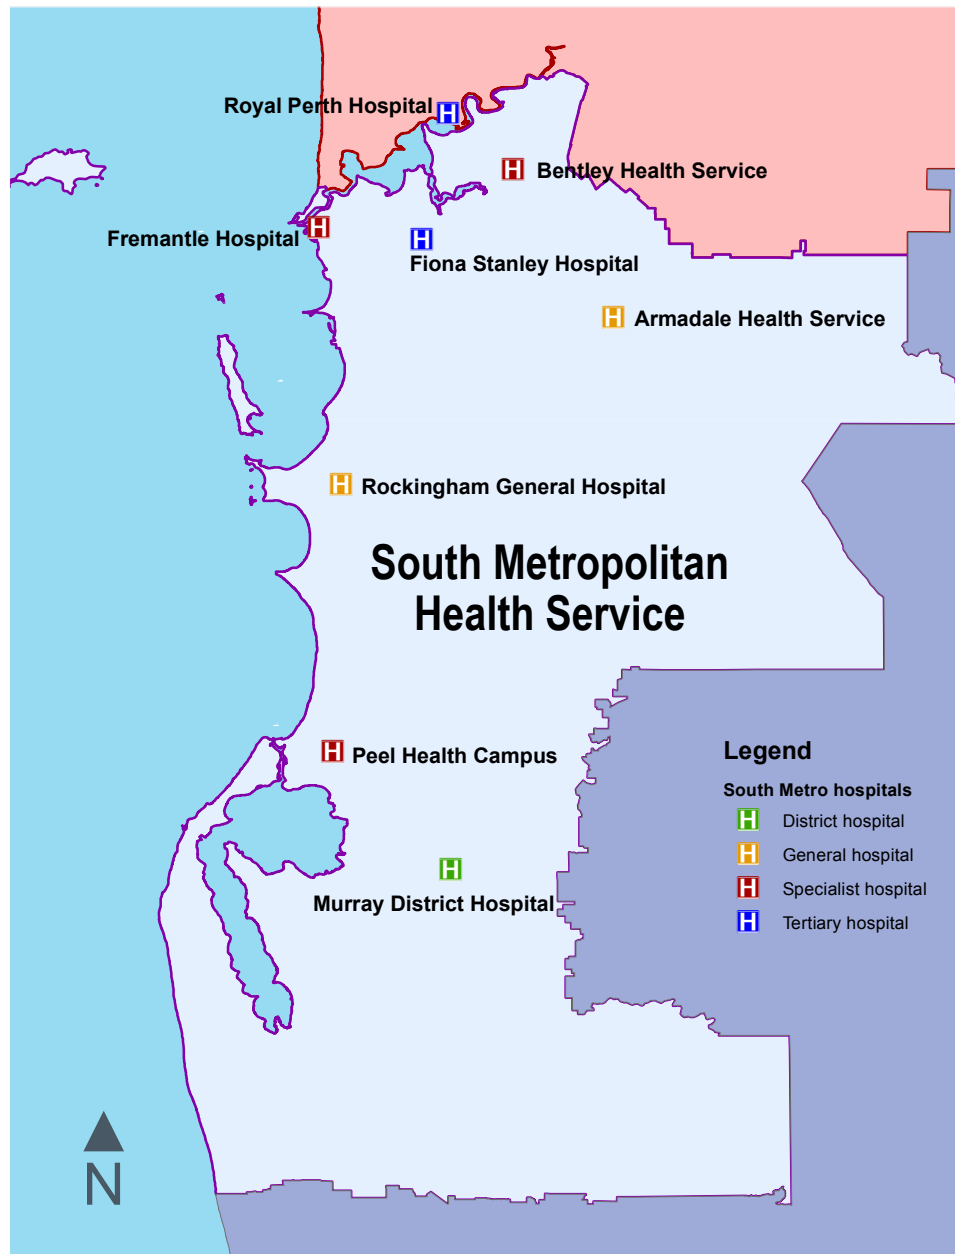 Royal Perth Hospital
H
H
Bentley Health Service
Fremantle Hospital
H
H
Fiona Stanley Hospital
H
Armadale Health Service
H
Rockingham General Hospital
South Metropolitan
Health Service
H
Peel Health Campus
H
Murray District Hospital
Legend
South Metro hospitals
H
District hospital
H
General hospital
H
Specialist hospital
H
Tertiary hospital
N